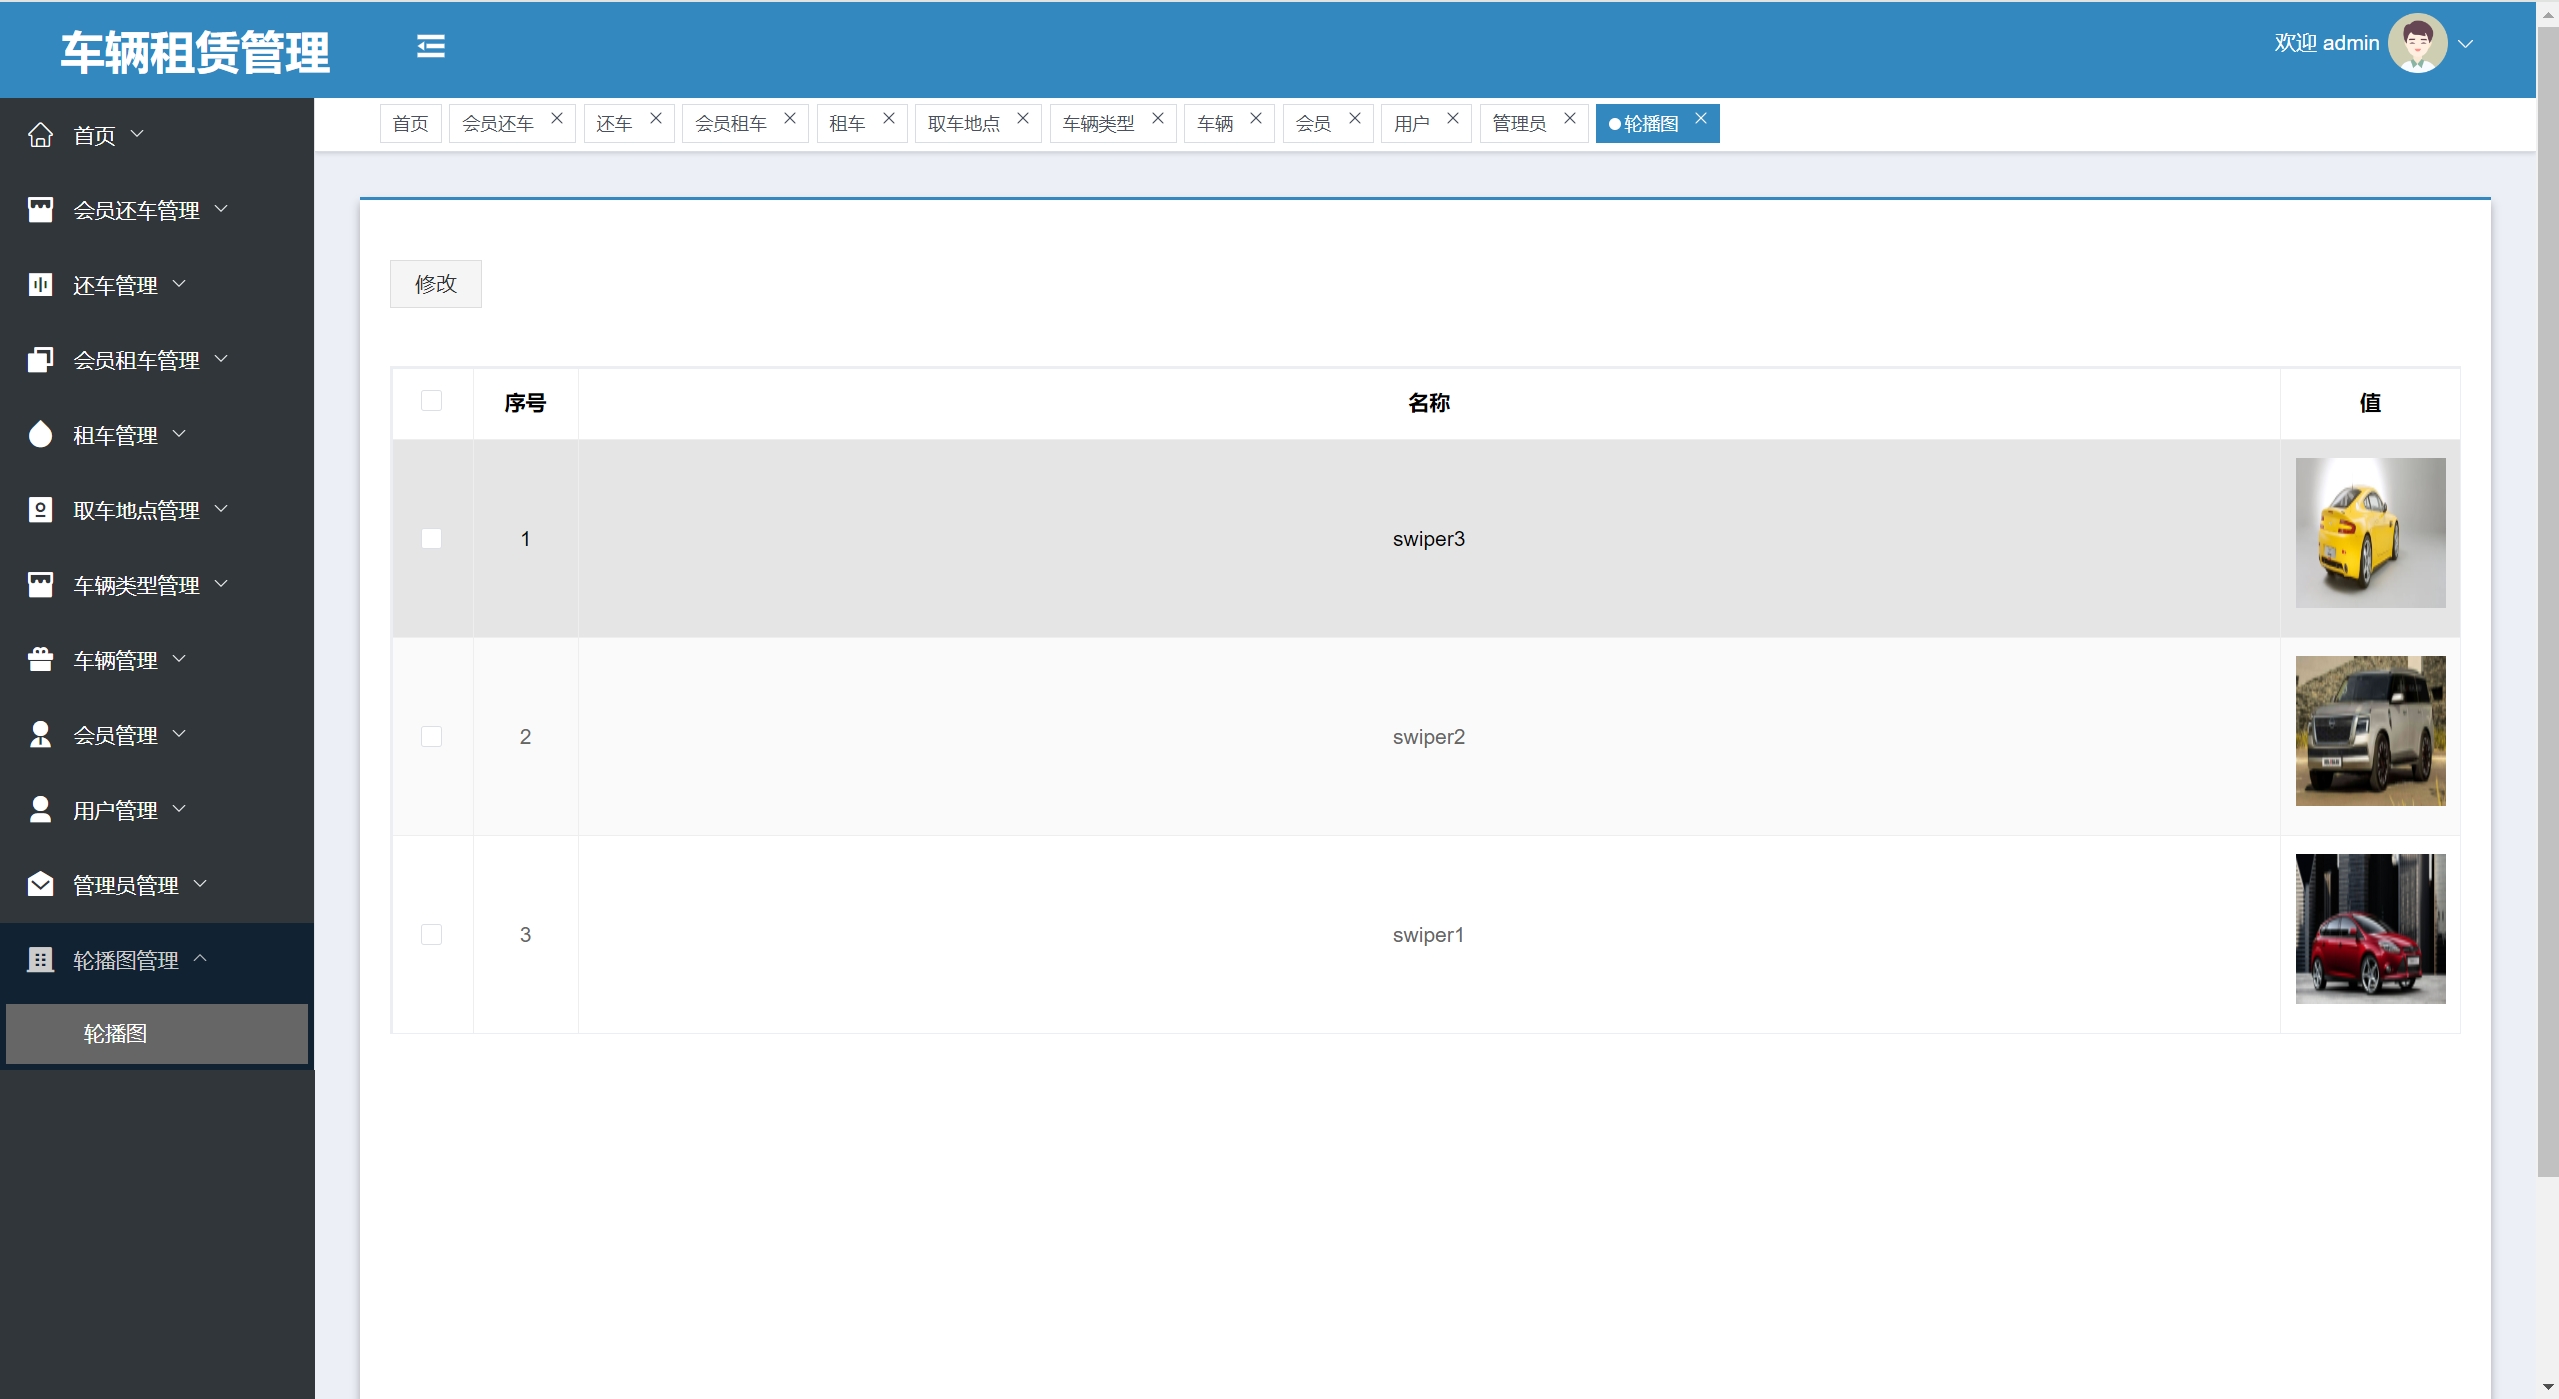 车辆租赁管理
欢迎 admin
首页 会员还车 还车 会员租车 租车 取车地点 车辆类型 车辆 会员 用户 管理员 轮播图
首页
会员还车管理
还车管理
会员租车管理
租车管理
取车地点管理
车辆类型管理
车辆管理
会员管理
用户管理
管理员管理
轮播图管理
轮播图
修改
序号 名称 值
1 swiper3
2 swiper2
3 swiper1